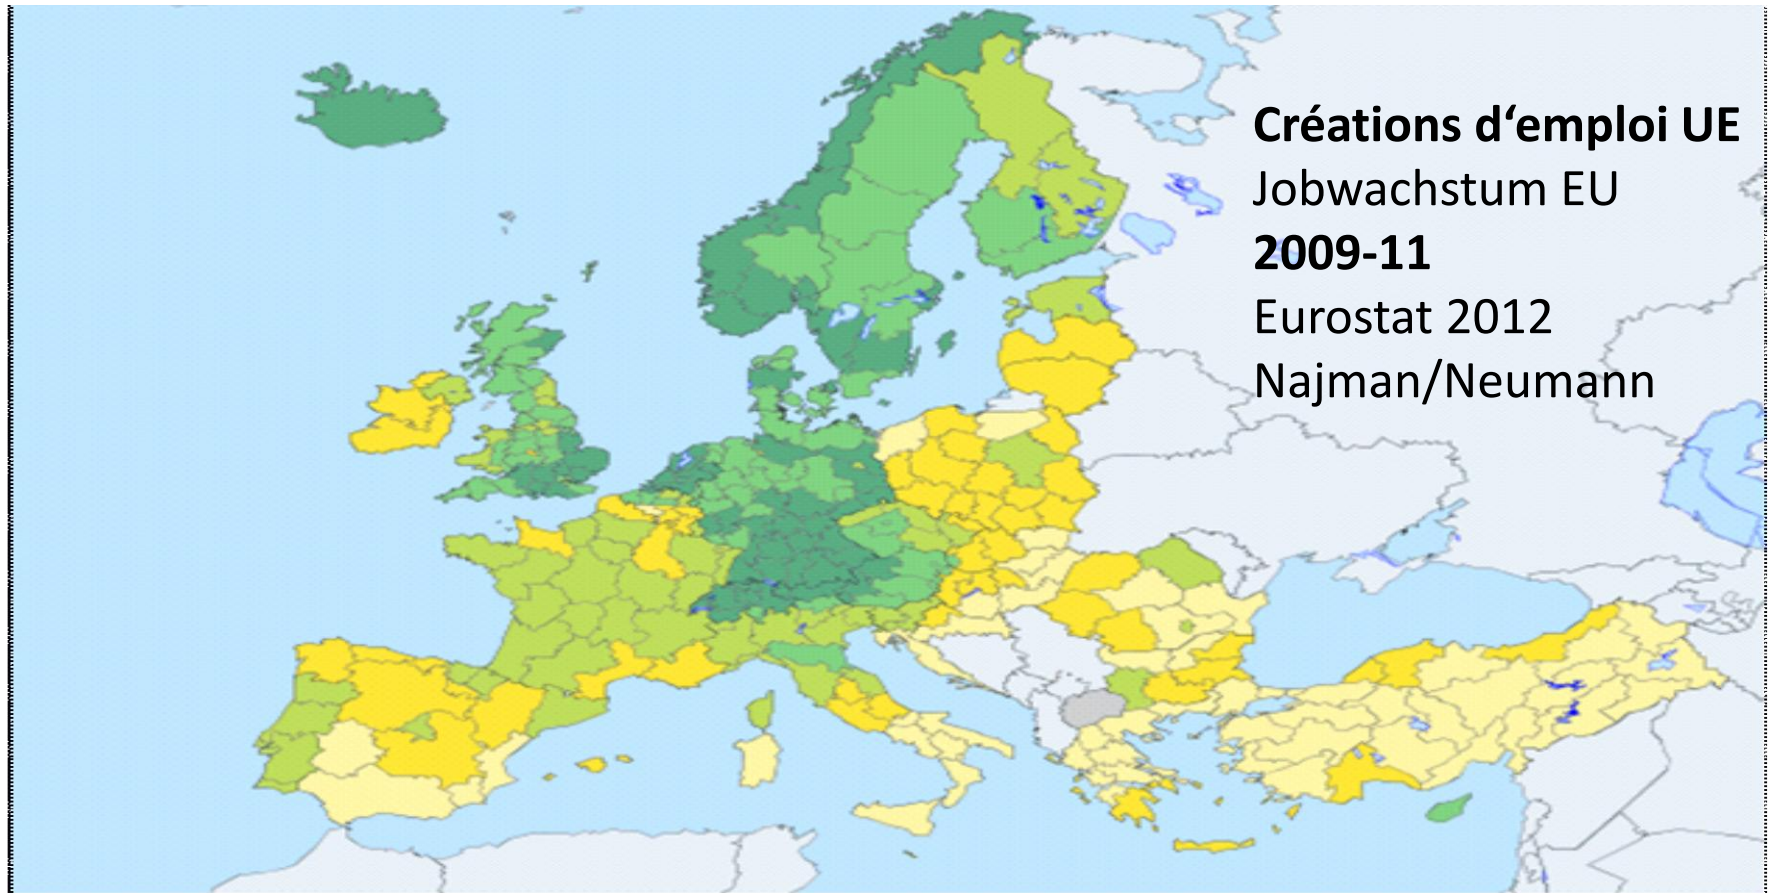 Créations d‘emploi UE
Jobwachstum EU
2009-11
Eurostat 2012
Najman/Neumann